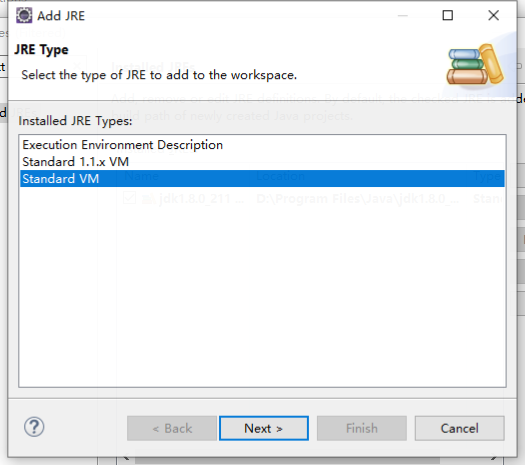 Add JRE
JRE Type
Select the type of JRE to add to the workspace.
Installed JRE Types:
Execution Environment Description
Standard 1.1.x VM
Standard VM
< Back
Next >
Finish
Cancel